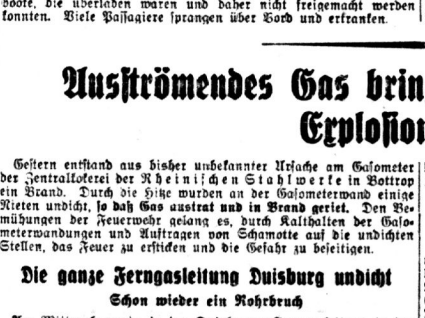 boote, die überladen waren und daher nicht freigemacht werden
konnten. Viele Passagiere sprangen über Bord und ertranken.
Ausströmendes Gas brin
Explosion
Gestern entstand aus bisher unbekannter Ursache am Gasometer
der Zentralkokerei der Rheinischen Stahlwerke in Bottrop
ein Brand. Durch die Hitze wurden an der Gasometerwand einige
Nieten undicht, so daß Gas austrat und in Brand geriet. Den Be-
mühungen der Feuerwehr gelang es, durch Kalthalten der Gaso-
meterwandungen und Auftragen von Schamotte auf die undichten
Stellen, das Feuer zu ersticken und die Gefahr zu beseitigen.
Die ganze Ferngasleitung Duisburg undicht
Schon wieder ein Rohrbruch